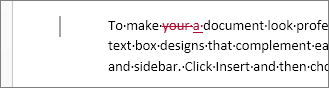 To make your a document look profe
text box designs that complement ea
and sidebar. Click Insert and then cho